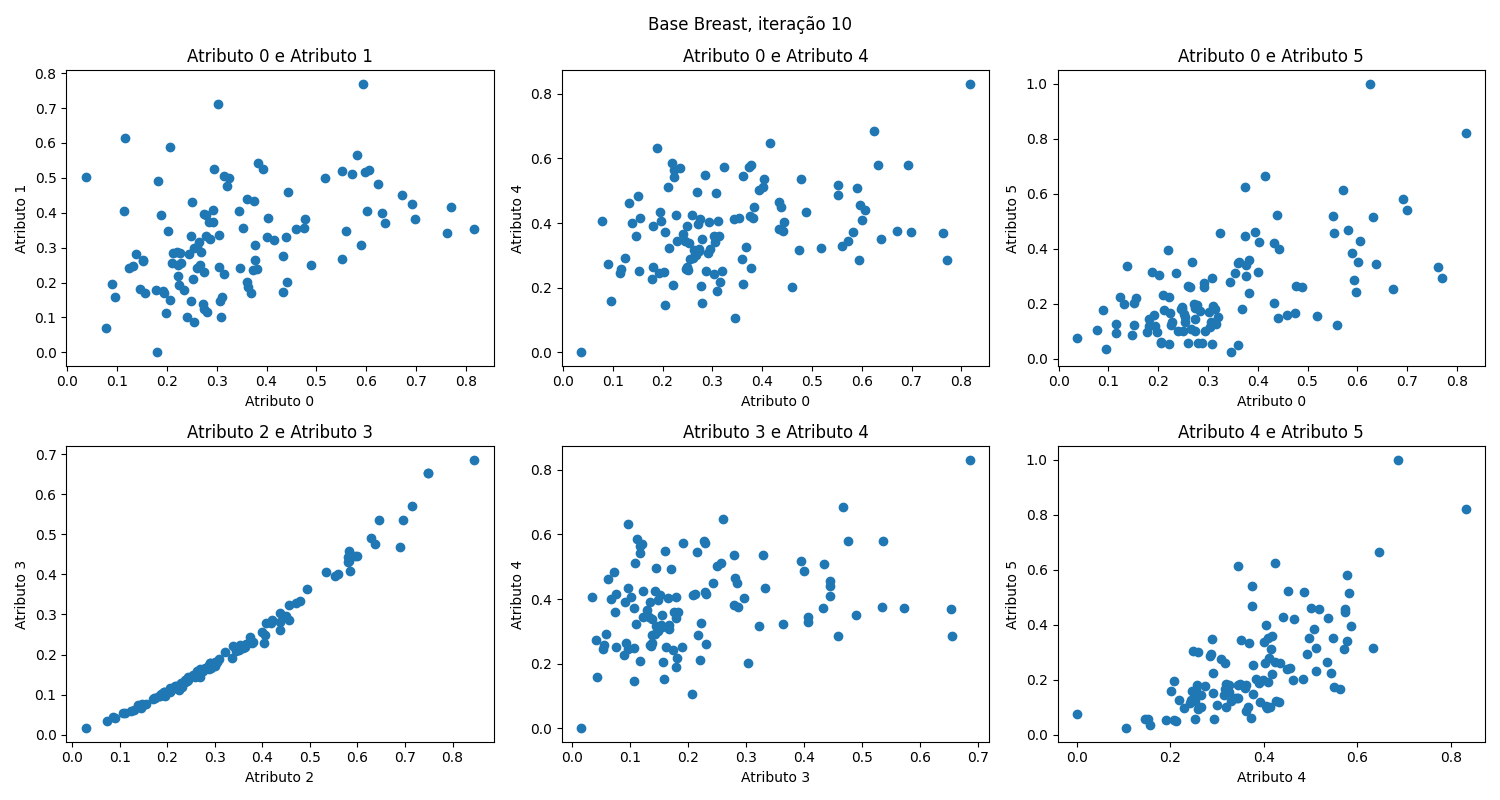 Base Breast, iteração 10
Atributo 0 e Atributo 1
0.8
0.7
0.6
0.5
0.4
0.3
0.2
0.1
0.0
Atributo 1
0.0 0.1 0.2 0.3 0.4 0.5 0.6 0.7 0.8
Atributo 0
Atributo 0 e Atributo 4
0.8
0.6
0.4
0.2
0.0
Atributo 4
0.0 0.1 0.2 0.3 0.4 0.5 0.6 0.7 0.8
Atributo 0
Atributo 0 e Atributo 5
1.0
0.8
0.6
0.4
0.2
0.0
Atributo 5
0.0 0.1 0.2 0.3 0.4 0.5 0.6 0.7 0.8
Atributo 0
Atributo 2 e Atributo 3
0.7
0.6
0.5
0.4
0.3
0.2
0.1
0.0
Atributo 3
0.0 0.1 0.2 0.3 0.4 0.5 0.6 0.7 0.8
Atributo 2
Atributo 3 e Atributo 4
0.8
0.6
0.4
0.2
0.0
Atributo 4
0.0 0.1 0.2 0.3 0.4 0.5 0.6 0.7
Atributo 3
Atributo 4 e Atributo 5
1.0
0.8
0.6
0.4
0.2
0.0
Atributo 5
0.0 0.2 0.4 0.6 0.8
Atributo 4